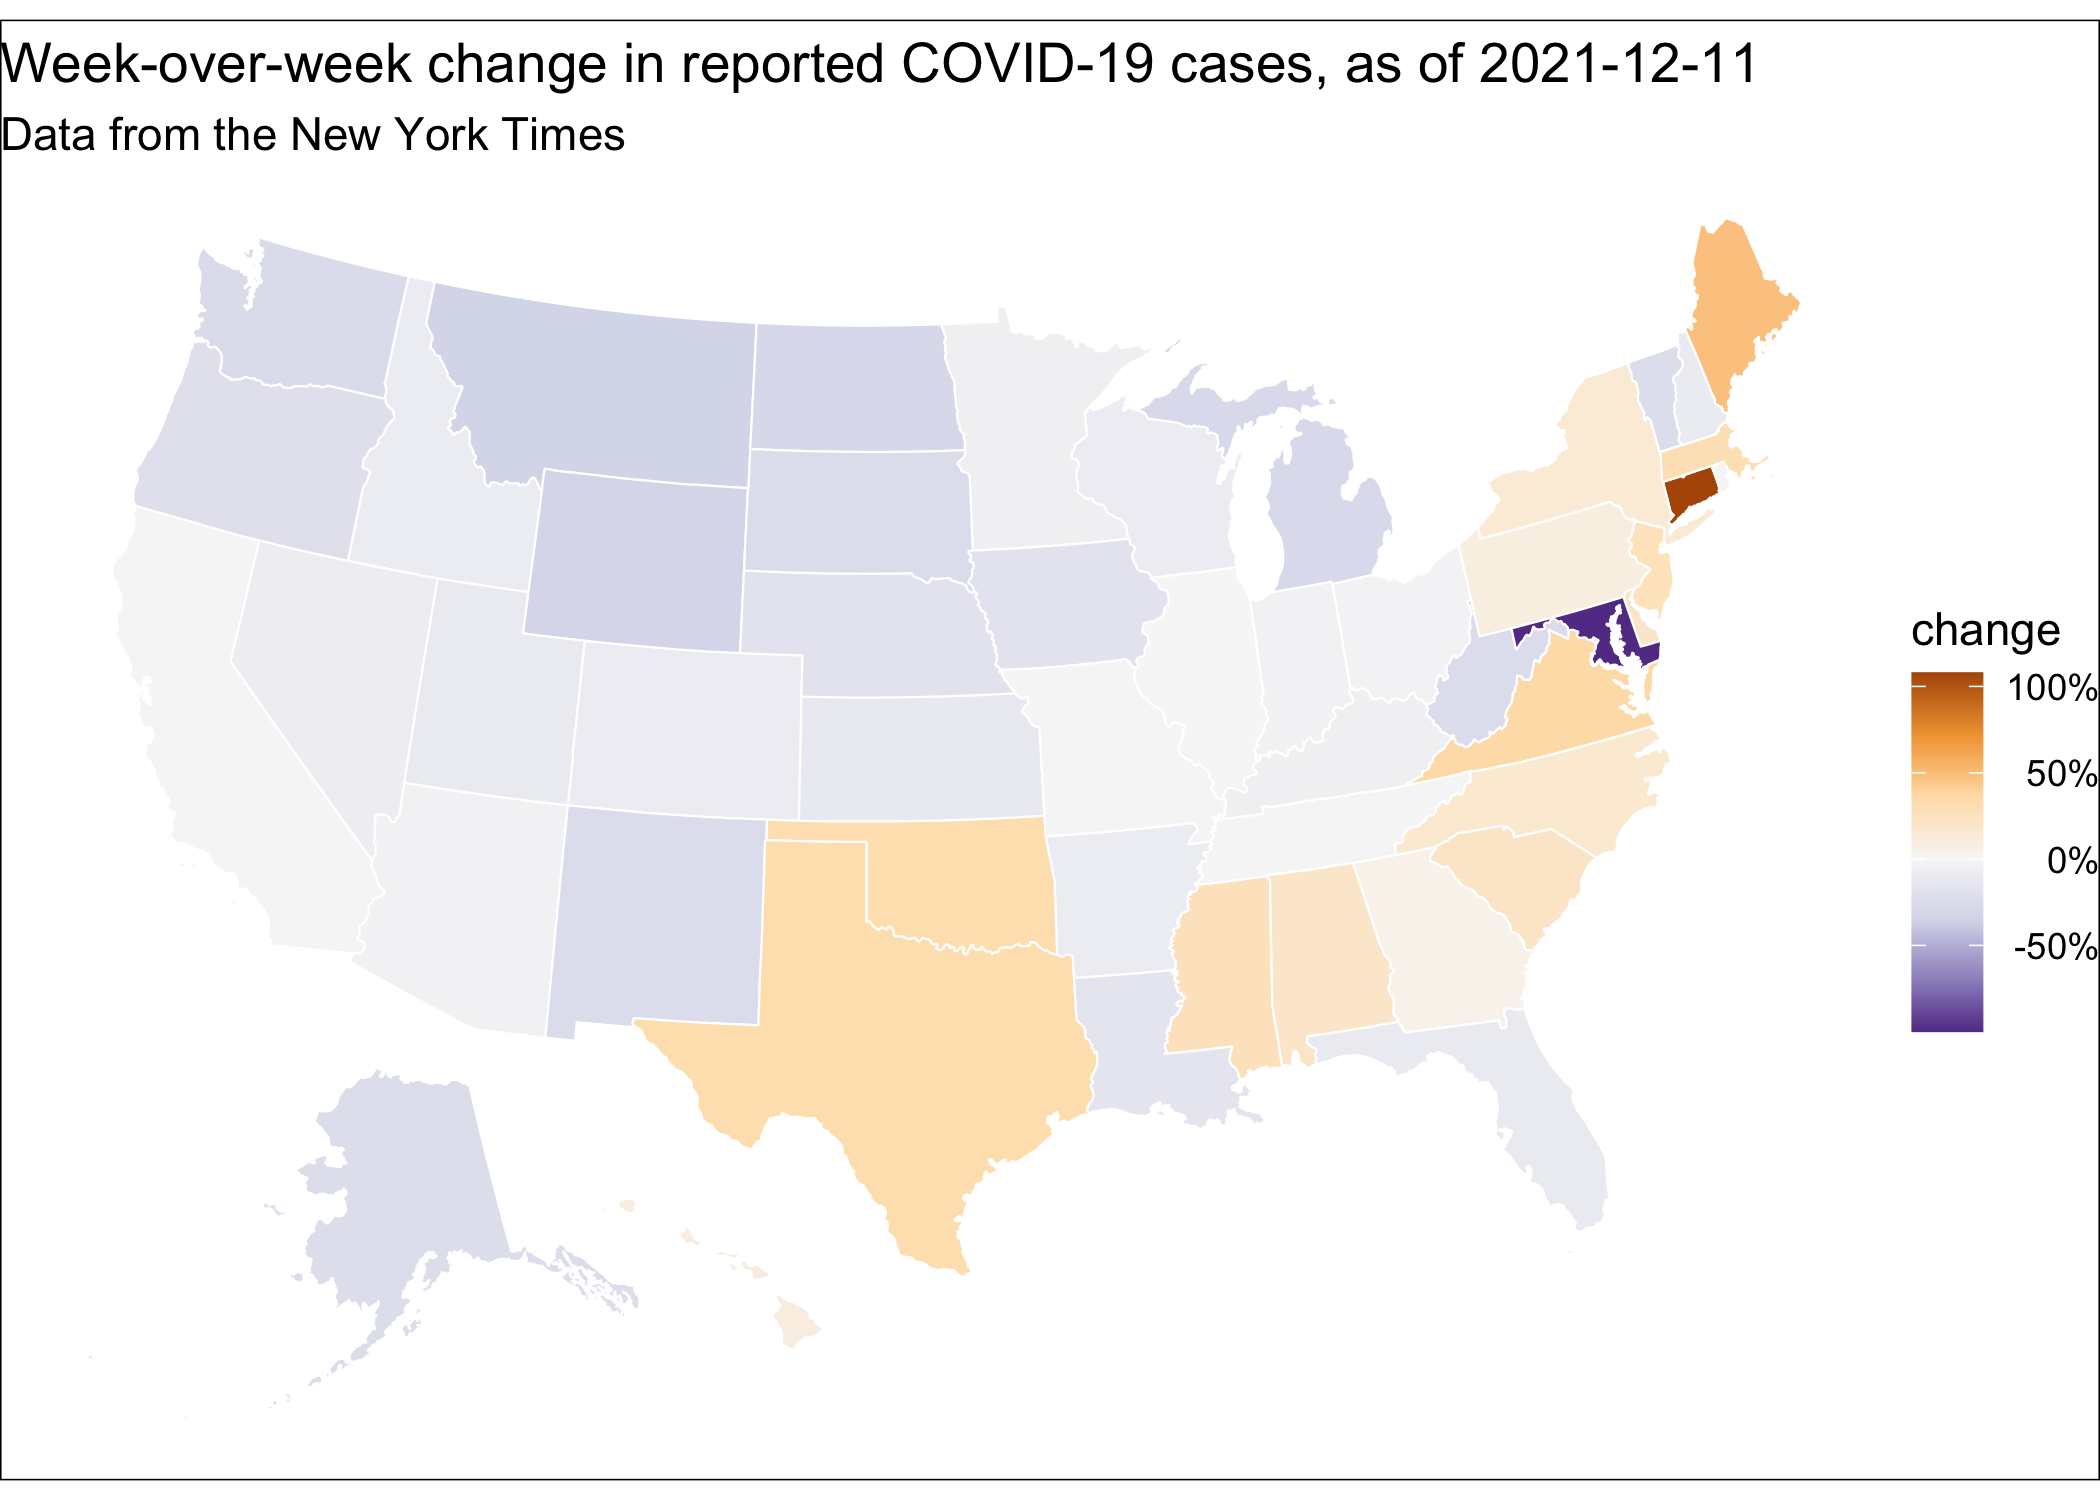 Week-over-week change in reported COVID-19 cases, as of 2021-12-11
Data from the New York Times
change
100%
50%
0%
-50%